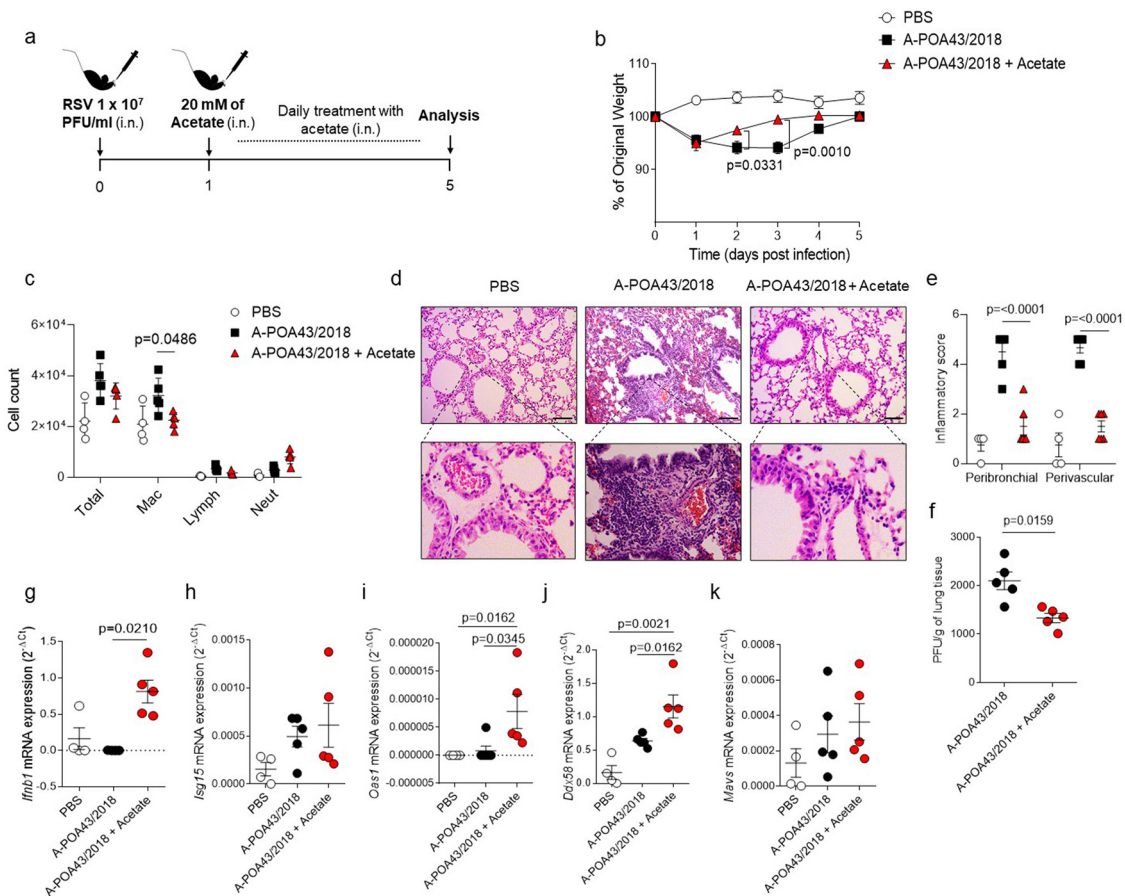 a
RSV 1 x 10⁷
PFU/ml (i.n.)
20 mM of
Acetate (i.n.)
Daily treatment with
acetate (i.n.)
Analysis
0
1
5
PBS
A-POA43/2018
A-POA43/2018 + Acetate
b
110
100
90
% of Original Weight
p=0.0331
p=0.0010
0 1 2 3 4 5
Time (days post infection)
c
PBS
A-POA43/2018
A-POA43/2018 + Acetate
6×10⁴
4×10⁴
2×10⁴
0
Cell count
p=0.0486
Total
Mac
Lymph
Neut
d
PBS
A-POA43/2018
A-POA43/2018 + Acetate
e
p=<0.0001
p=<0.0001
6
4
2
0
Inflammatory score
Peribronchial Perivascular
f
p=0.0159
3000
2000
1000
0
PFU/g of lung tissue
A-POA43/2018
A-POA43/2018 + Acetate
g
p=0.0210
1.5
1.0
0.5
0.0
-0.5
Ifnb1 mRNA expression (2^-ΔCt)
PBS
A-POA43/2018
A-POA43/2018 + Acetate
h
0.0015
0.0010
0.0005
0.0000
Isg15 mRNA expression (2^-ΔCt)
PBS
A-POA43/2018
A-POA43/2018 + Acetate
i
p=0.0162
p=0.0345
0.000020
0.000015
0.000010
0.000005
0.000000
-0.000005
Oas1 mRNA expression (2^-ΔCt)
PBS
A-POA43/2018
A-POA43/2018 + Acetate
j
p=0.0021
p=0.0162
2.0
1.5
1.0
0.5
0.0
Ddx58 mRNA expression (2^-ΔCt)
PBS
A-POA43/2018
A-POA43/2018 + Acetate
k
0.0008
0.0006
0.0004
0.0002
0.0000
Mavs mRNA expression (2^-ΔCt)
PBS
A-POA43/2018
A-POA43/2018 + Acetate